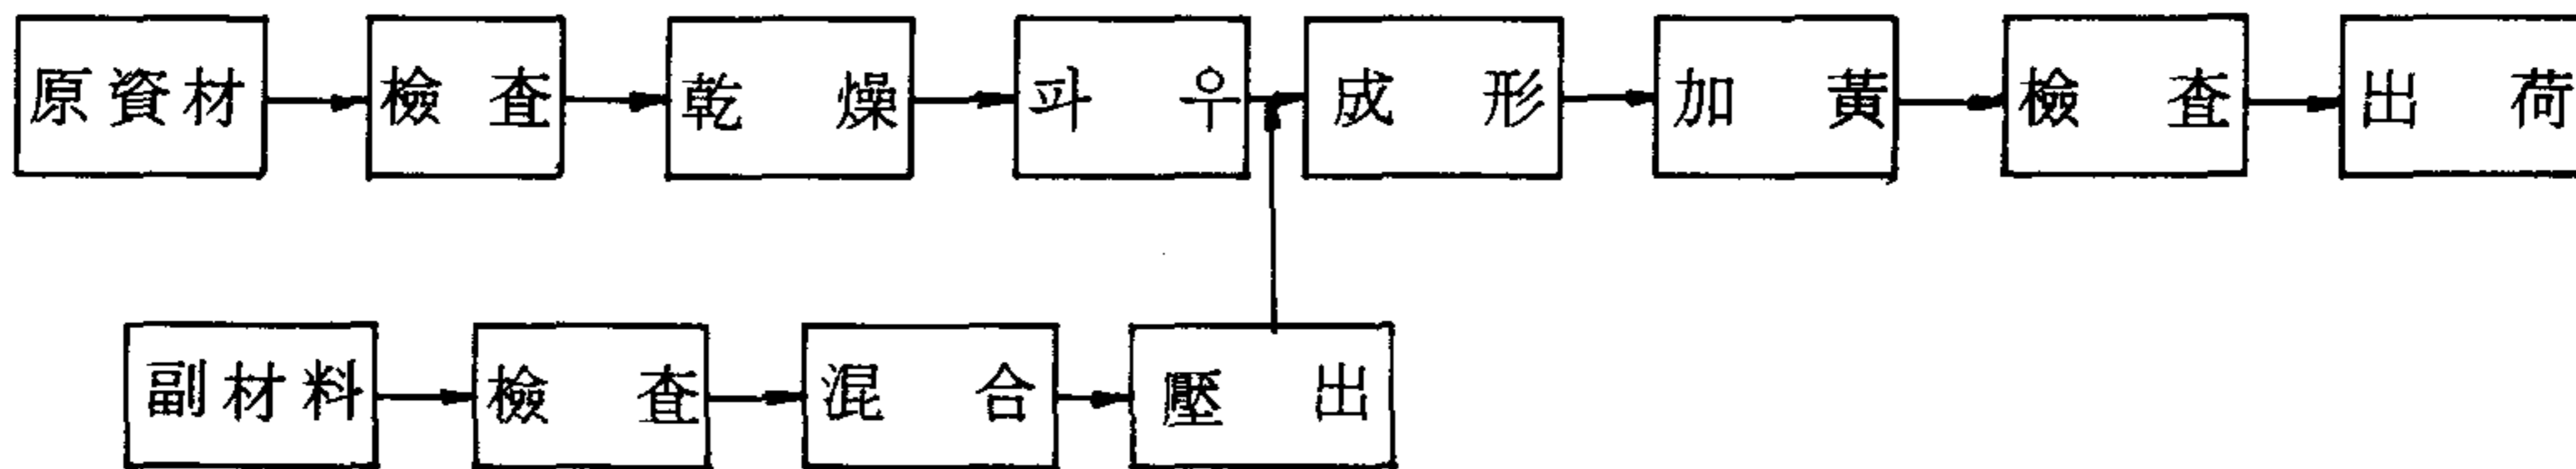 原資材 檢査 乾燥 파우 成形 加黃 檢査 出荷
副材料 檢査 混合 壓出